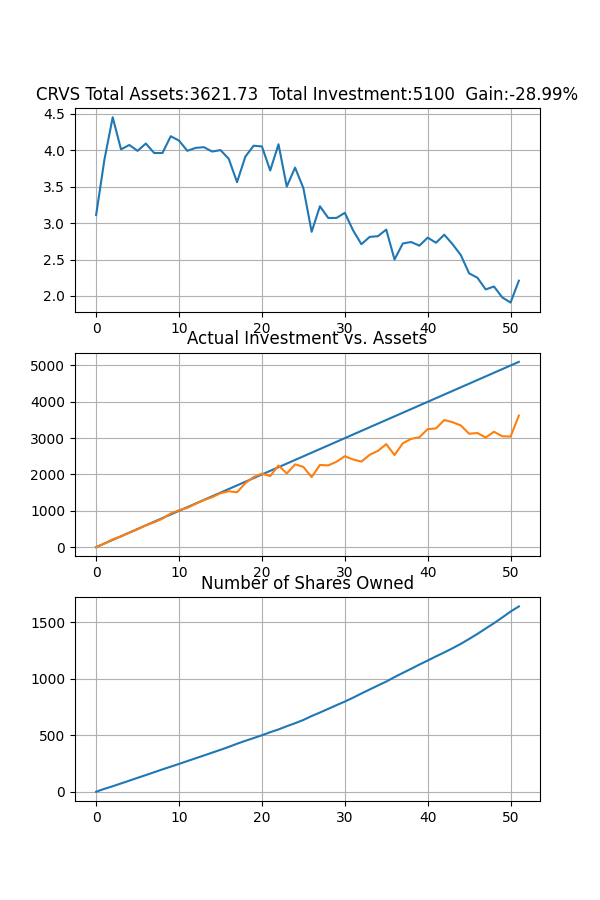 CRVS Total Assets:3621.73  Total Investment:5100  Gain:-28.99%
4.5
4.0
3.5
3.0
2.5
2.0
0 10 20 30 40 50
Actual Investment vs. Assets
5000
4000
3000
2000
1000
0
0 10 20 30 40 50
Number of Shares Owned
1500
1000
500
0
0 10 20 30 40 50